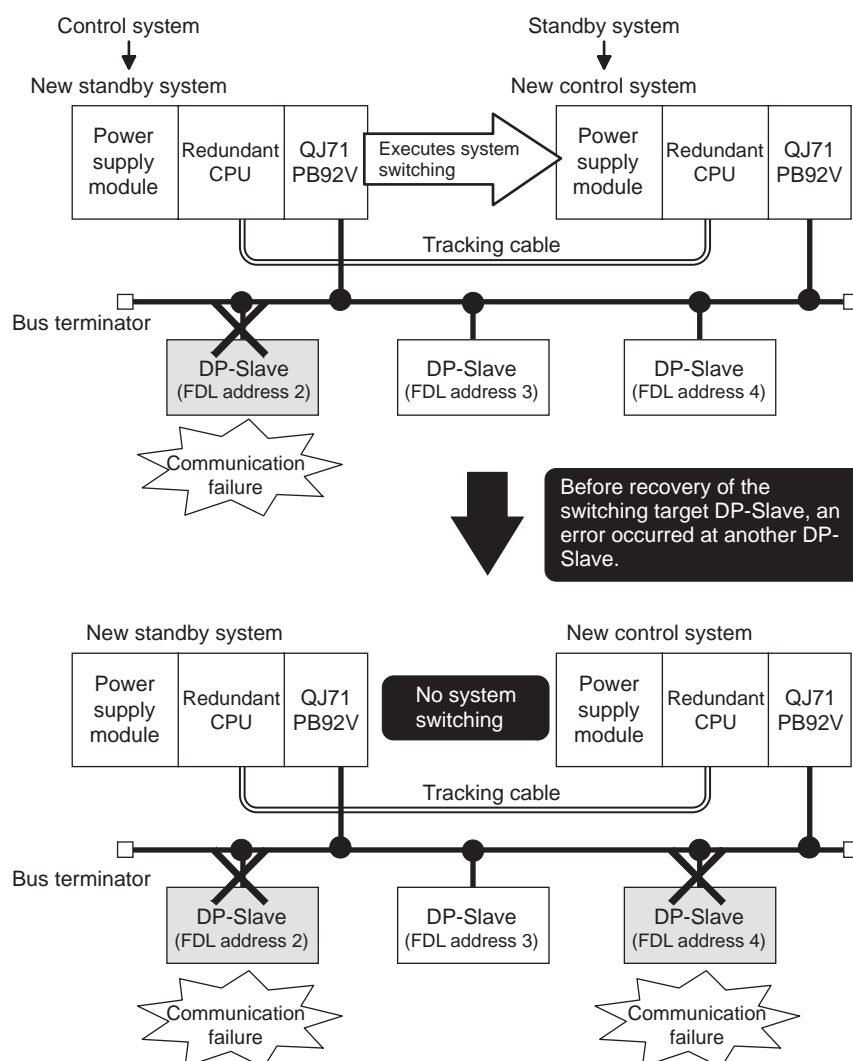 Control system
Standby system
New standby system
New control system
Power supply module
Redundant CPU
QJ71 PB92V
Executes system switching
Power supply module
Redundant CPU
QJ71 PB92V
Tracking cable
Bus terminator
DP-Slave
(FDL address 2)
DP-Slave
(FDL address 3)
DP-Slave
(FDL address 4)
Communication
failure
Before recovery of the
switching target DP-Slave, an
error occurred at another DP-
Slave.
New standby system
New control system
Power supply module
Redundant CPU
QJ71 PB92V
No system
switching
Power supply module
Redundant CPU
QJ71 PB92V
Tracking cable
Bus terminator
DP-Slave
(FDL address 2)
DP-Slave
(FDL address 3)
DP-Slave
(FDL address 4)
Communication
failure
Communication
failure